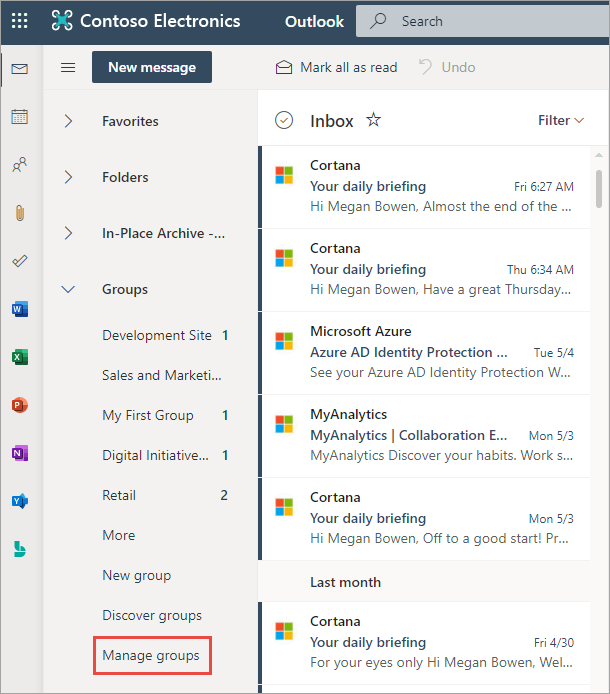 Contoso Electronics Outlook Search
New message Mark all as read Undo
Favorites
Folders
In-Place Archive -...
Groups
Development Site 1
Sales and Marketi...
My First Group 1
Digital Initiative... 1
Retail 2
More
New group
Discover groups
Manage groups
Inbox Filter
Cortana
Your daily briefing Fri 6:27 AM
Hi Megan Bowen, Almost the end of the ...
Cortana
Your daily briefing Thu 6:34 AM
Hi Megan Bowen, Have a great Thursday...
Microsoft Azure
Azure AD Identity Protection ... Tue 5/4
See your Azure AD Identity Protection W...
MyAnalytics
MyAnalytics | Collaboration E... Mon 5/3
MyAnalytics Discover your habits. Work s...
Cortana
Your daily briefing Mon 5/3
Hi Megan Bowen, Off to a good start! Pr...
Last month
Cortana
Your daily briefing Fri 4/30
For your eyes only Hi Megan Bowen, Wel...